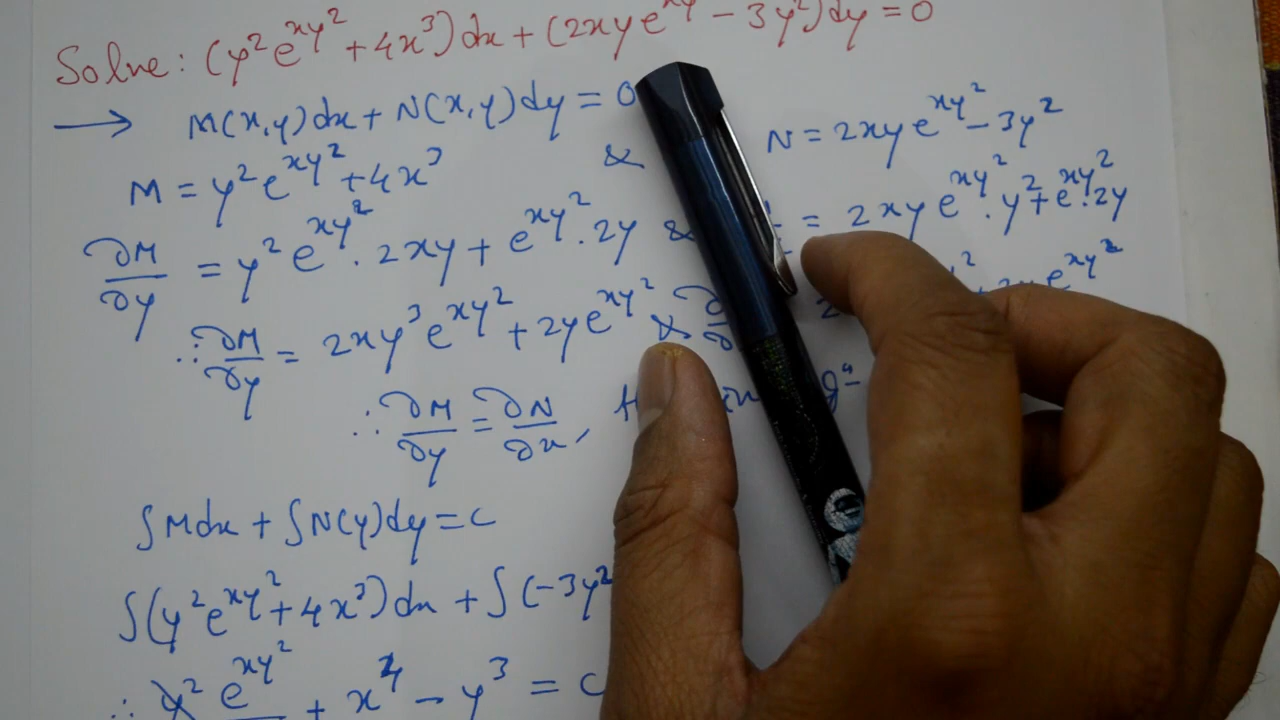 Solve: (y²e^{xy²} + 4x³)dx + (2xye^{xy} - 3y²)dy = 0
→ M(x,y)dx + N(x,y)dy = 0
M = y²e^{xy²} + 4x³ & N = 2xye^{xy²} - 3y²
∂M/∂y = y²e^{xy²}.2xy + e^{xy²}.2y & = 2xye^{xy²}.y² + e^{xy²}.2y
∴ ∂M/∂y = 2xy³e^{xy²} + 2ye^{xy²} & e^{xy²}
∴ ∂M/∂y = ∂N/∂x,
∫Mdx + ∫N(y)dy = c
∫(y²e^{xy²} + 4x³)dx + ∫(-3y²
∴ y² e^{xy²} + x⁴ - y³ = c